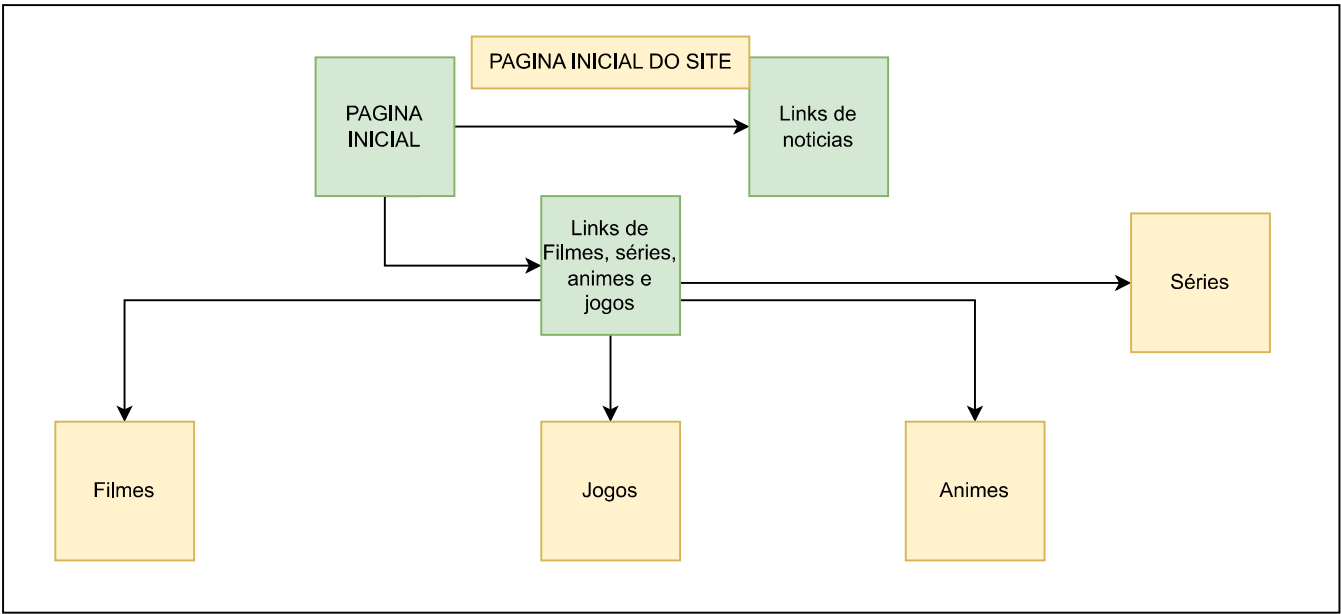 PAGINA INICIAL DO SITE
PAGINA
INICIAL
Links de
noticias
Links de
Filmes, séries,
animes e
jogos
Séries
Filmes
Jogos
Animes